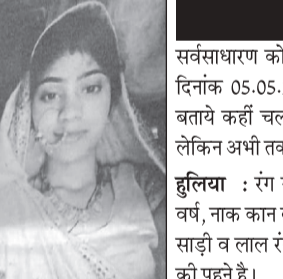 सर्वसाधारण को
दिनांक 05.05.
बताये कहीं चल
लेकिन अभी तक
हुलिया : रंग
वर्ष, नाक कान
साड़ी व लाल रं
की पहने है।